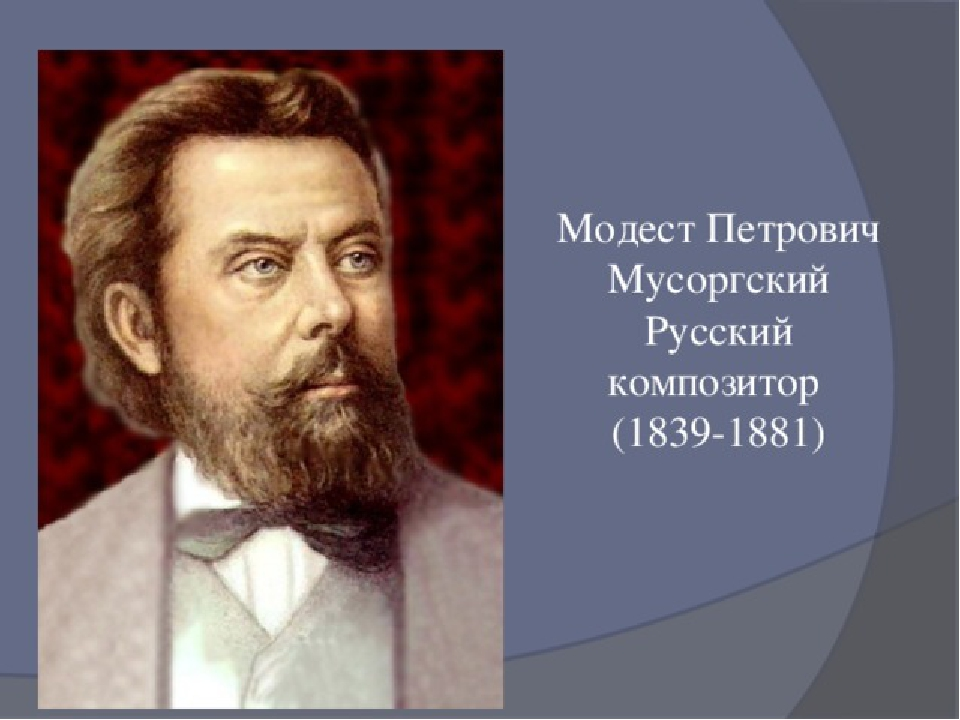 Модест Петрович
Мусоргский
Русский
композитор
(1839-1881)